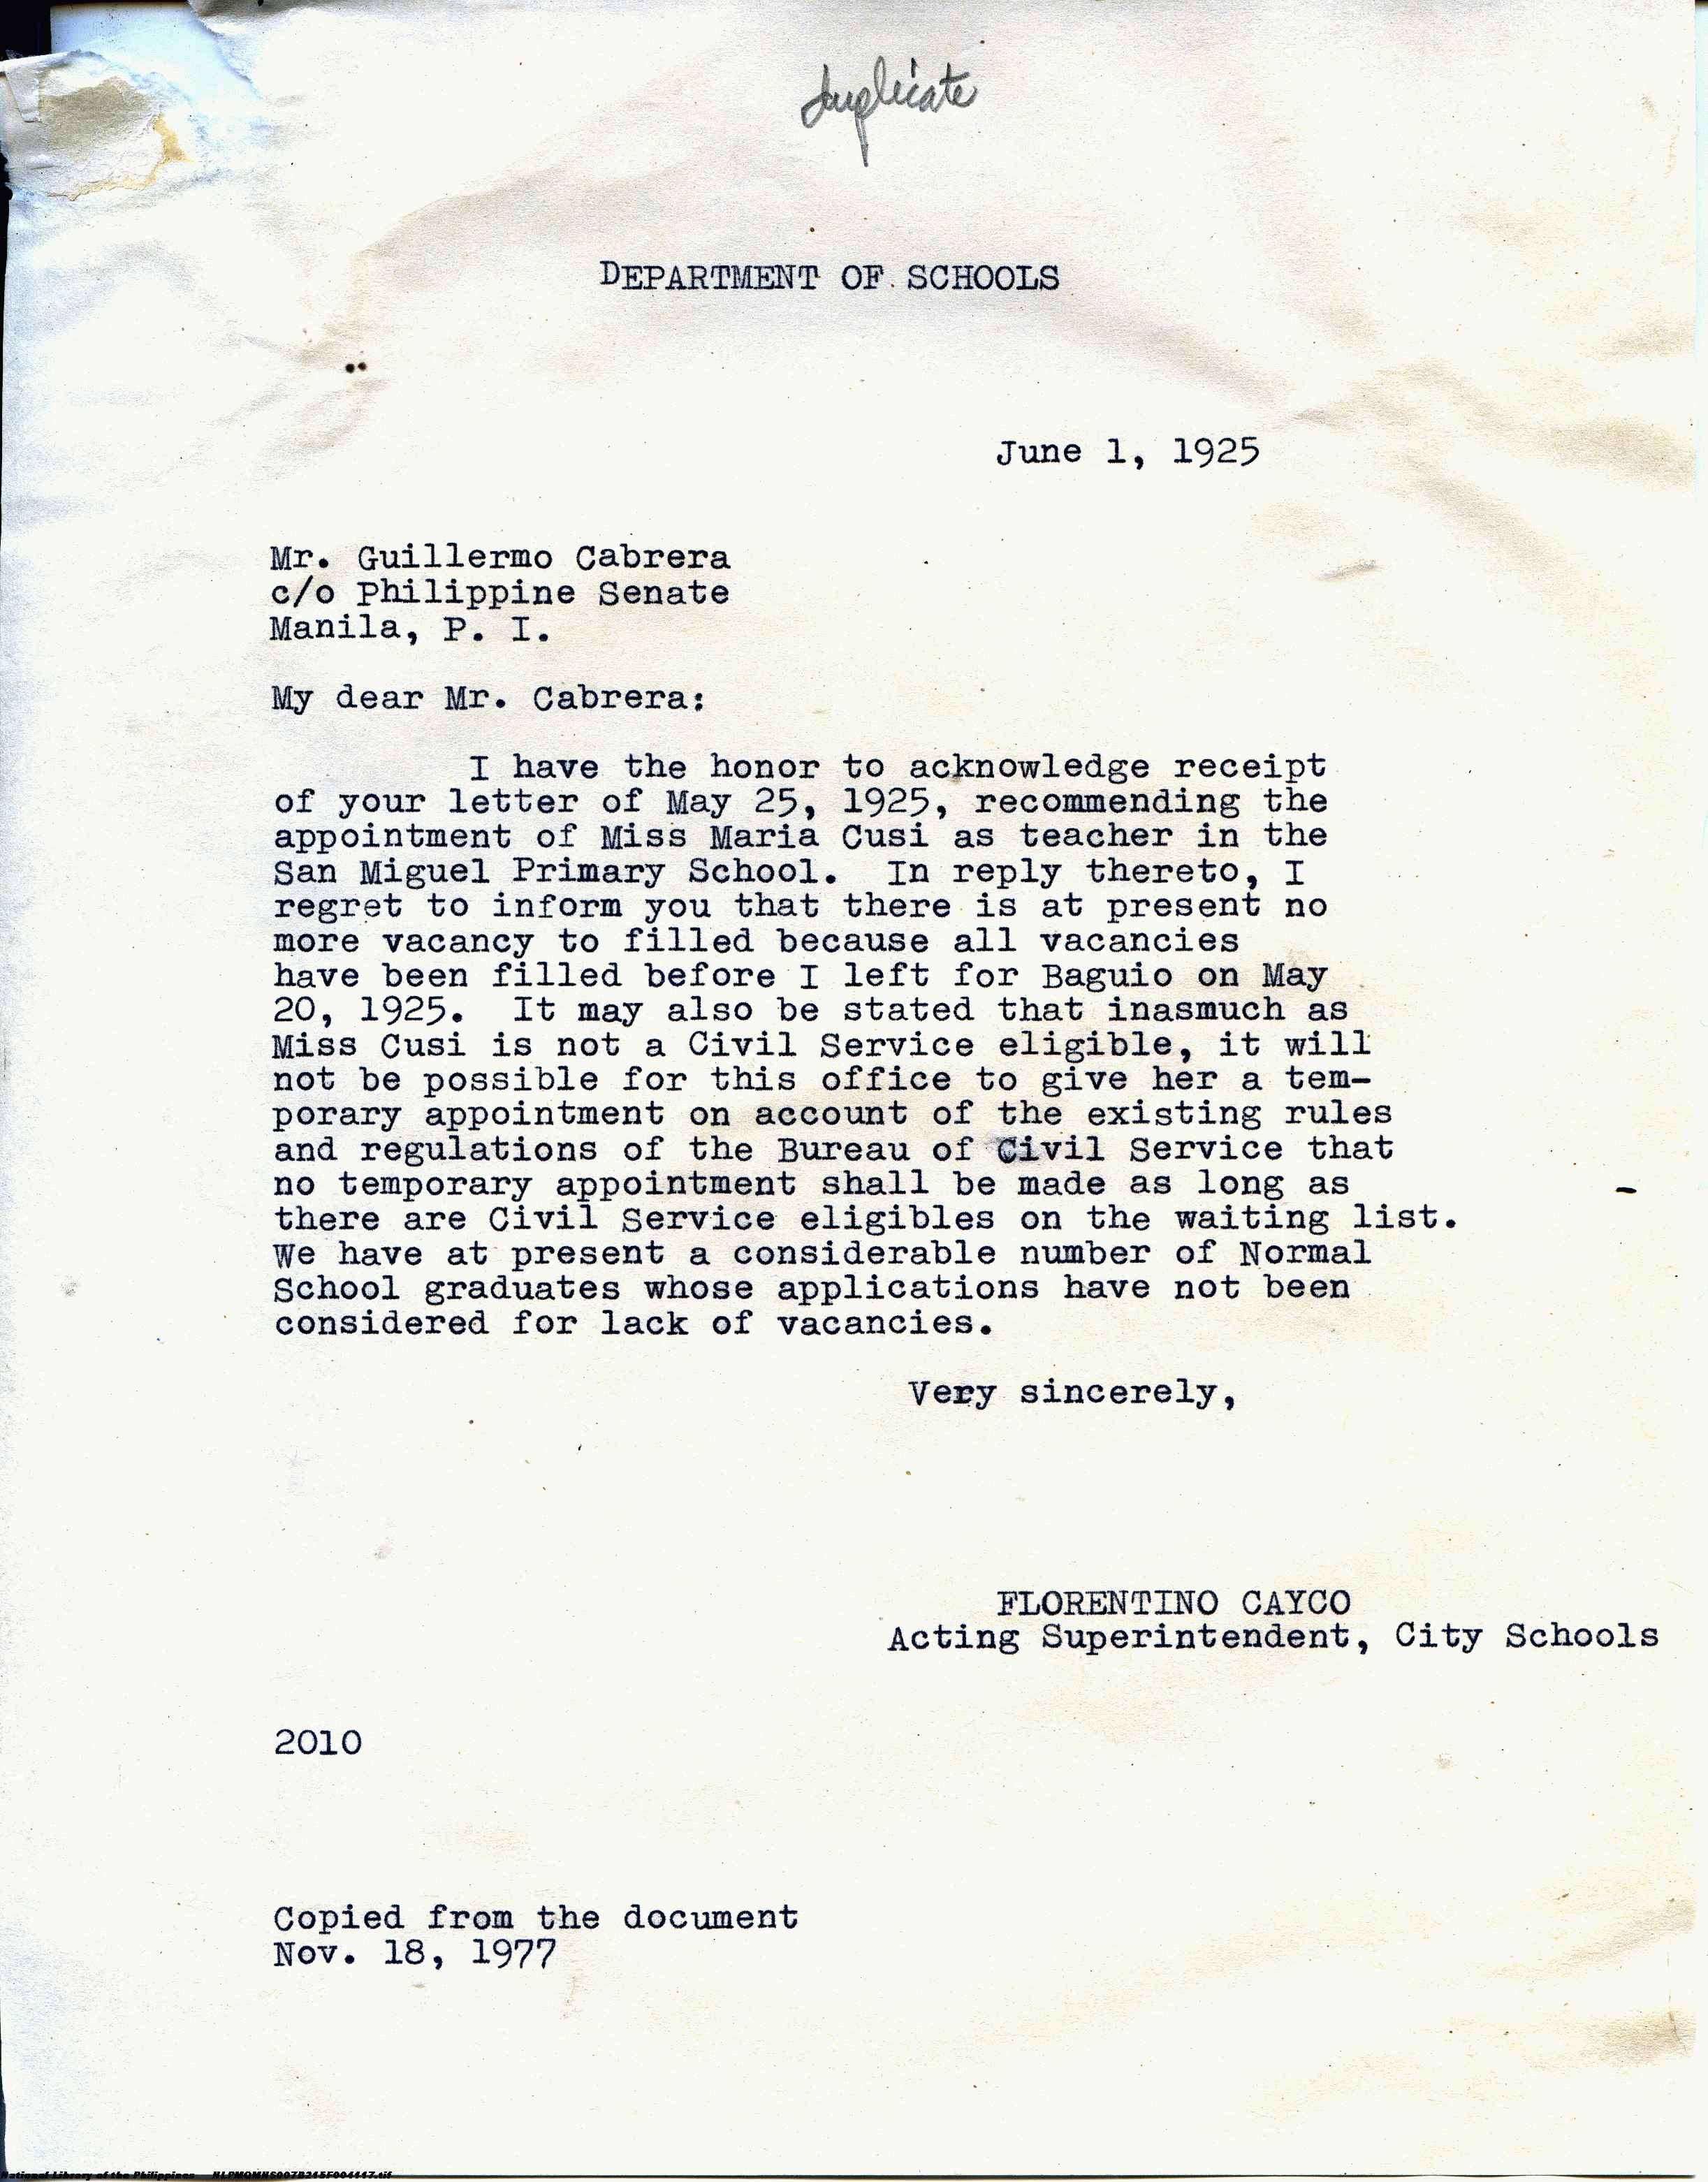 duplicate
DEPARTMENT OF SCHOOLS
June 1, 1925
Mr. Guillermo Cabrera
c/o Philippine Senate
Manila, P. I.
My dear Mr. Cabrera:
I have the honor to acknowledge receipt
of your letter of May 25, 1925, recommending the
appointment of Miss Maria Cusi as teacher in the
San Miguel Primary School. In reply thereto, I
regret to inform you that there is at present no
more vacancy to filled because all vacancies
have been filled before I left for Baguio on May
20, 1925. It may also be stated that inasmuch as
Miss Cusi is not a Civil Service eligible, it will
not be possible for this office to give her a tem-
porary appointment on account of the existing rules
and regulations of the Bureau of Civil Service that
no temporary appointment shall be made as long as
there are Civil Service eligibles on the waiting list.
We have at present a considerable number of Normal
School graduates whose applications have not been
considered for lack of vacancies.
Very sincerely,
FLORENTINO CAYCO
Acting Superintendent, City Schools
2010
Copied from the document
Nov. 18, 1977
National Library of the Philippines